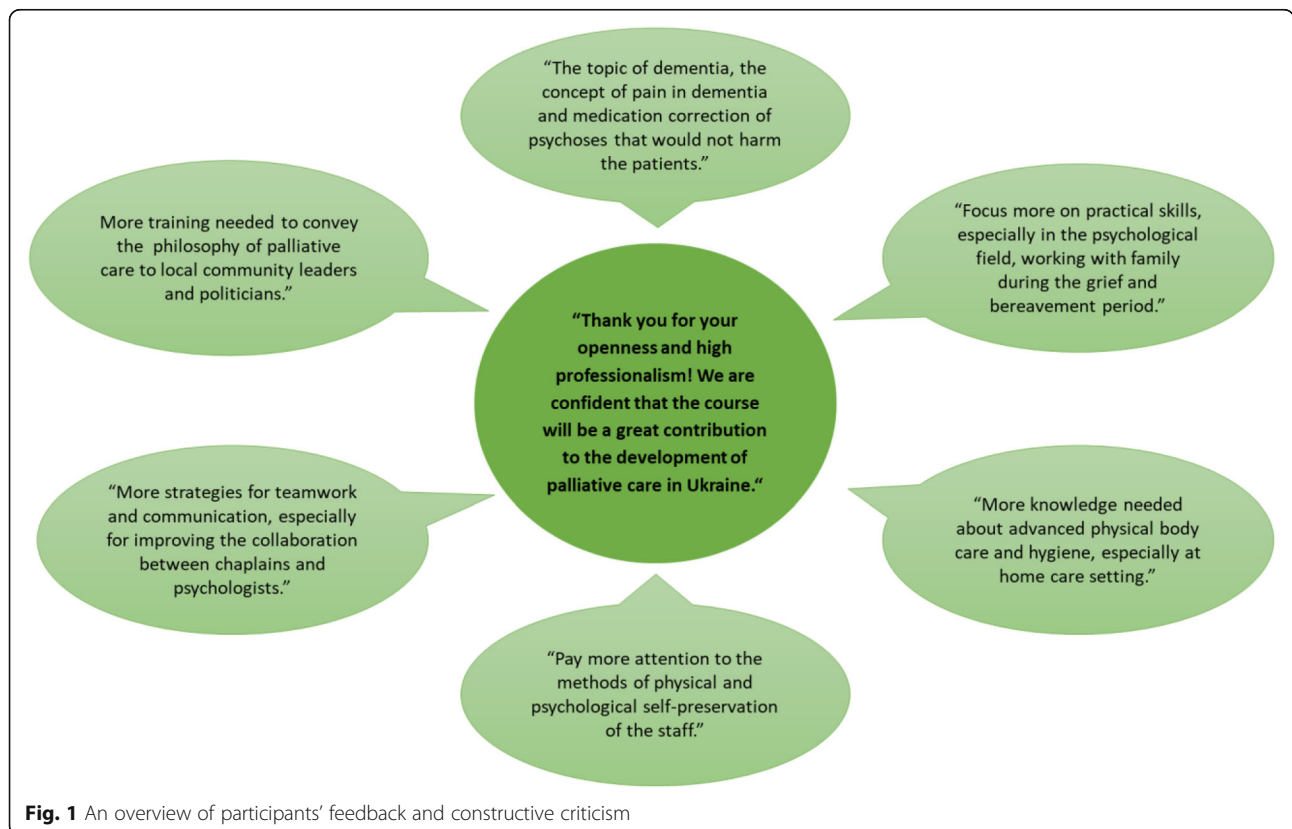 “The topic of dementia, the
concept of pain in dementia
and medication correction of
psychoses that would not harm
the patients.”
More training needed to convey
the philosophy of palliative
care to local community leaders
and politicians.”
“Focus more on practical skills,
especially in the psychological
field, working with family
during the grief and
bereavement period.”
“Thank you for your
openness and high
professionalism! We are
confident that the course
will be a great contribution
to the development of
palliative care in Ukraine.“
“More strategies for teamwork
and communication, especially
for improving the collaboration
between chaplains and
psychologists.”
“More knowledge needed
about advanced physical body
care and hygiene, especially at
home care setting.”
“Pay more attention to the
methods of physical and
psychological self-preservation
of the staff.”
Fig. 1 An overview of participants’ feedback and constructive criticism